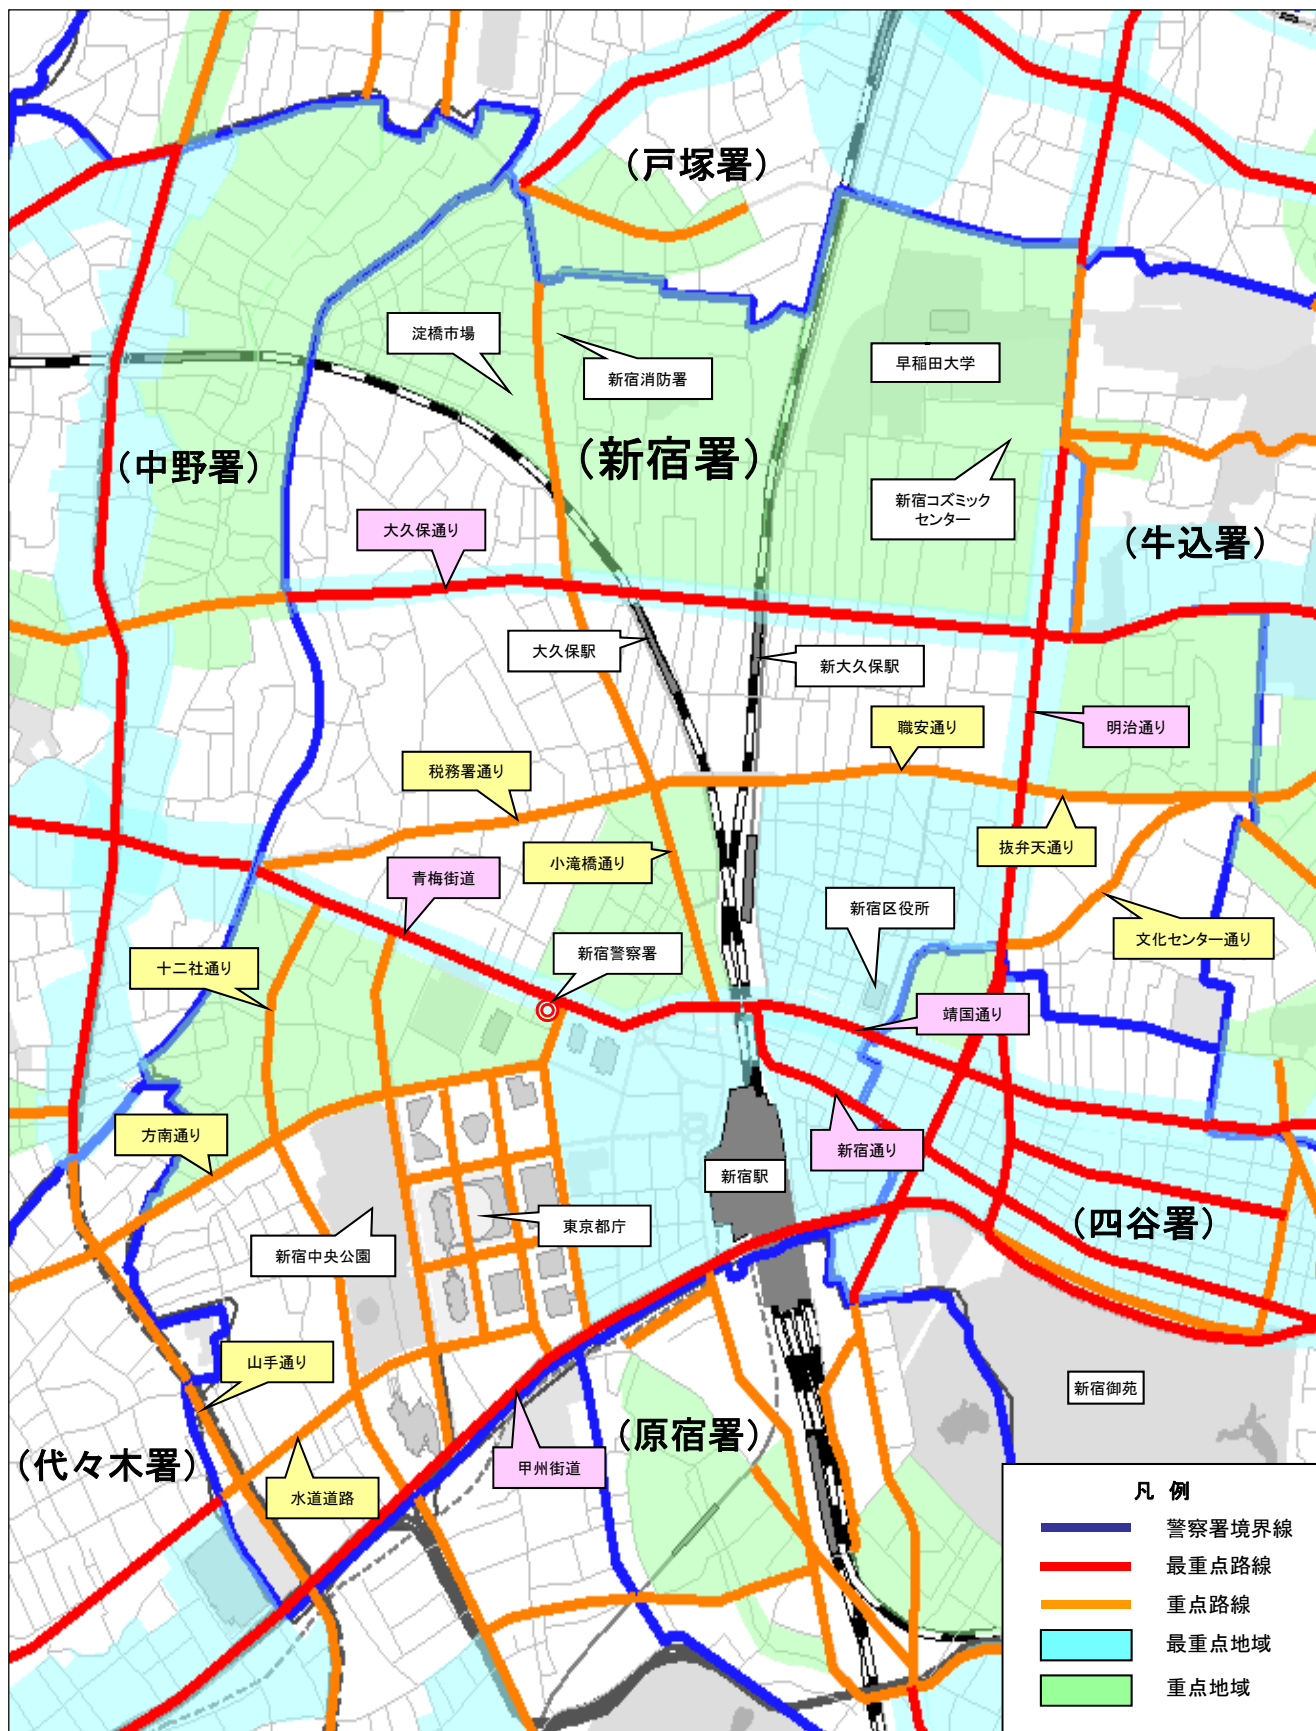 (戸塚署)
淀橋市場
新宿消防署
早稲田大学
(中野署)
(新宿署)
新宿コズミック
センター
大久保通り
(牛込署)
大久保駅
新大久保駅
職安通り
明治通り
税務署通り
小滝橋通り
抜弁天通り
青梅街道
新宿区役所
文化センター通り
新宿警察署
十二社通り
靖国通り
方南通り
新宿通り
新宿駅
東京都庁
(四谷署)
新宿中央公園
山手通り
新宿御苑
(原宿署)
(代々木署)
甲州街道
水道道路
凡 例
警察署境界線
最重点路線
重点路線
最重点地域
重点地域